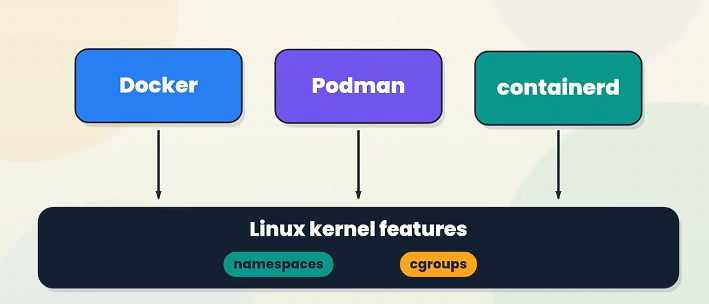 Docker
Podman
containerd
Linux kernel features
namespaces
cgroups